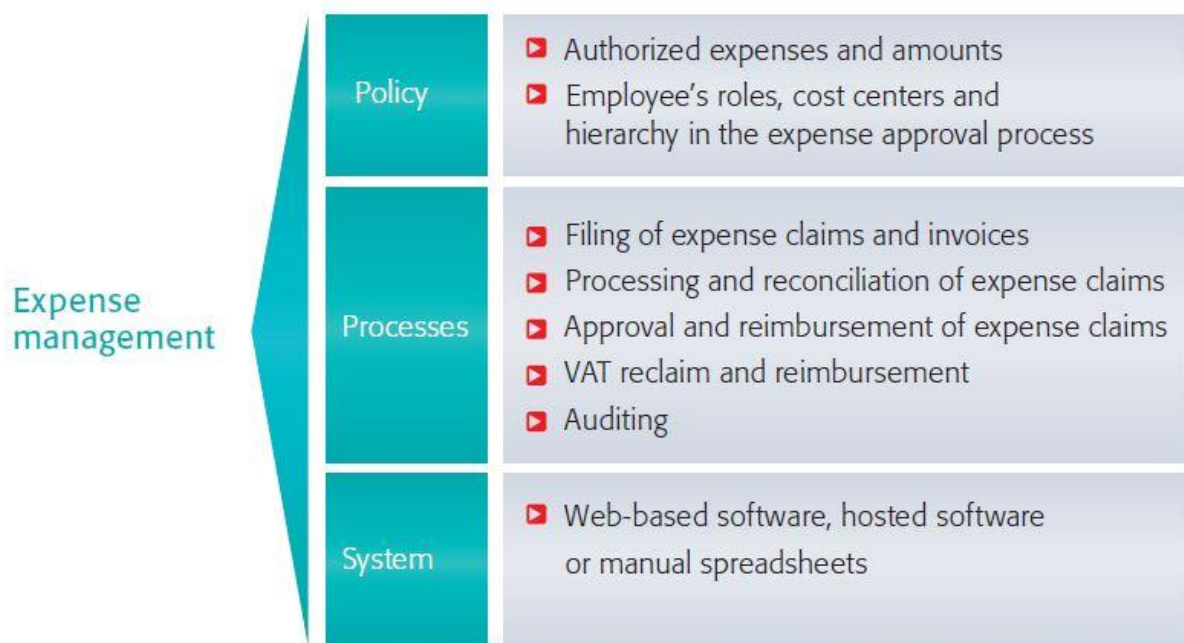 Expense
management
Policy
Authorized expenses and amounts
Employee’s roles, cost centers and
hierarchy in the expense approval process
Processes
Filing of expense claims and invoices
Processing and reconciliation of expense claims
Approval and reimbursement of expense claims
VAT reclaim and reimbursement
Auditing
System
Web-based software, hosted software
or manual spreadsheets